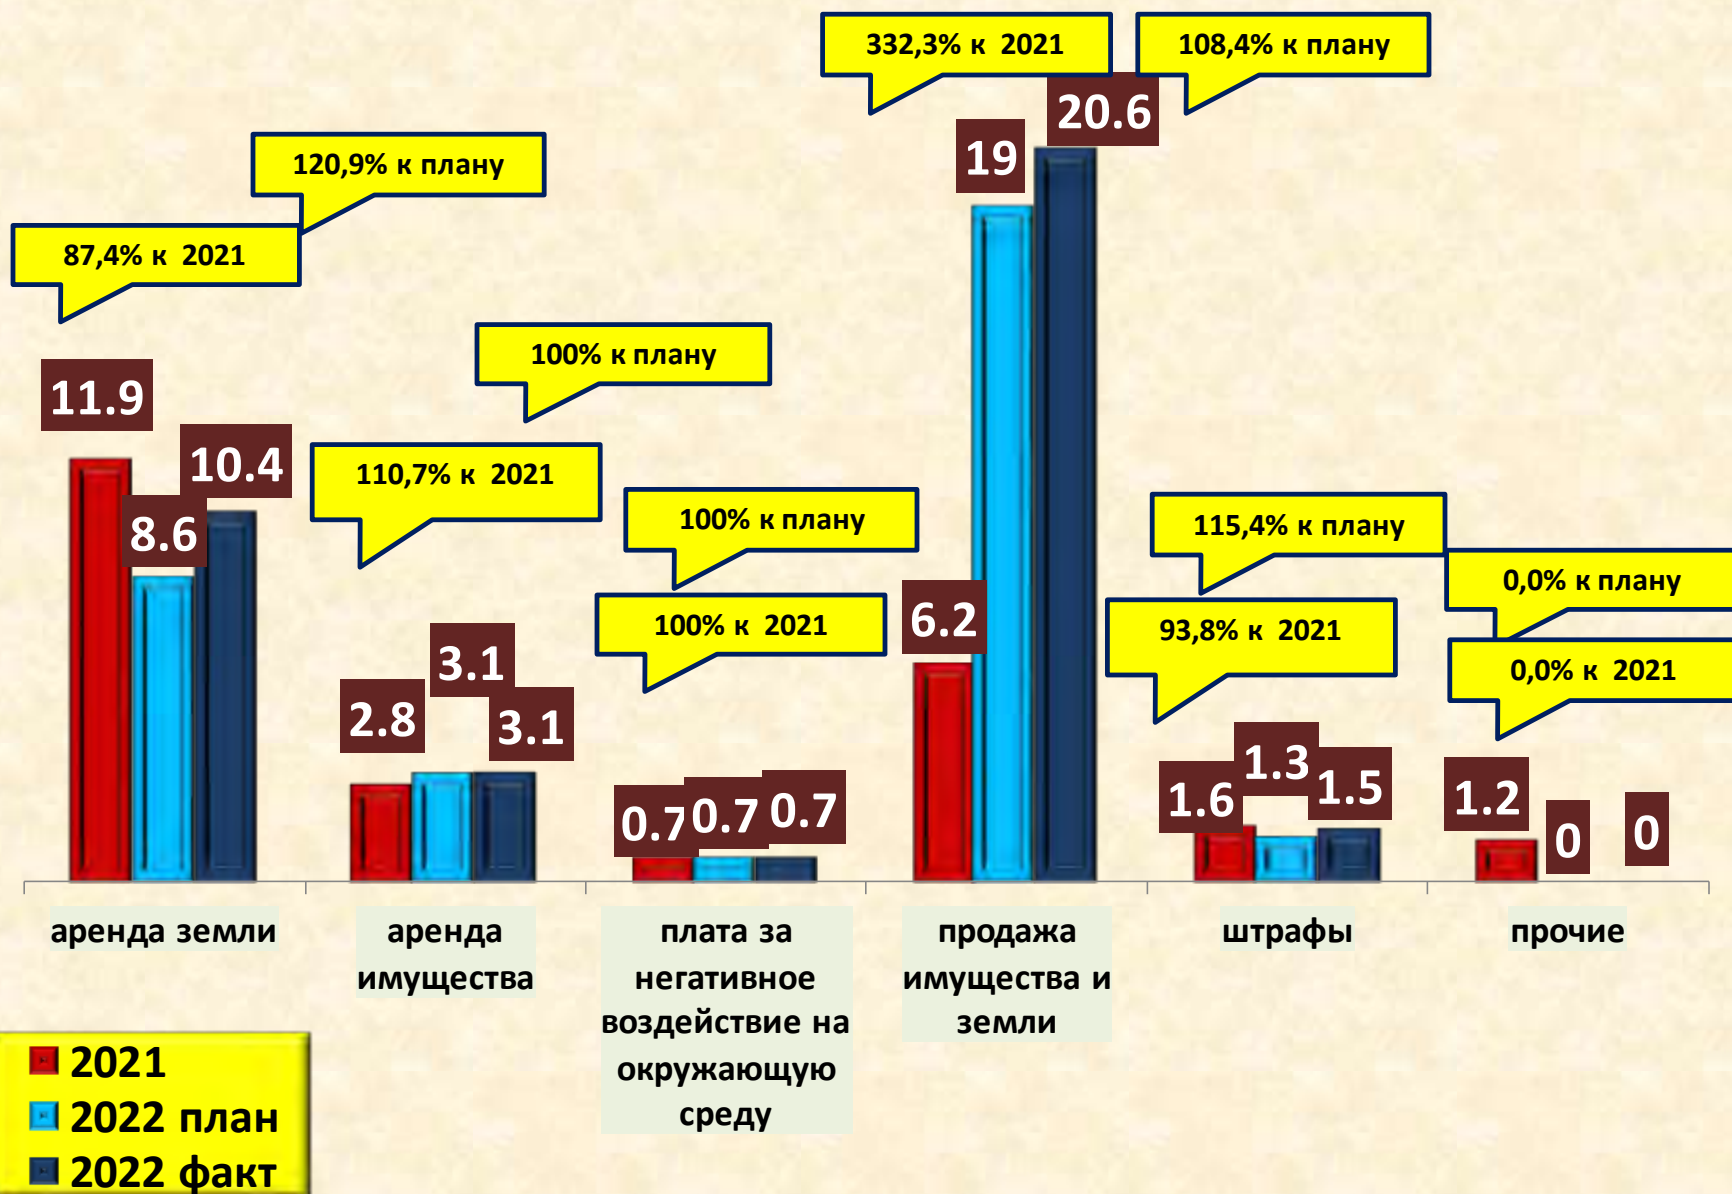 332,3% к 2021
108,4% к плану
120,9% к плану
87,4% к 2021
100% к плану
110,7% к 2021
100% к плану
100% к 2021
115,4% к плану
93,8% к 2021
0,0% к плану
0,0% к 2021
11.9
8.6
10.4
2.8
3.1
3.1
0.7
0.7
0.7
6.2
19
20.6
1.6
1.3
1.5
1.2
0
0
аренда земли
аренда
имущества
плата за
негативное
воздействие на
окружающую
среду
продажа
имущества и
земли
штрафы
прочие
2021
2022 план
2022 факт